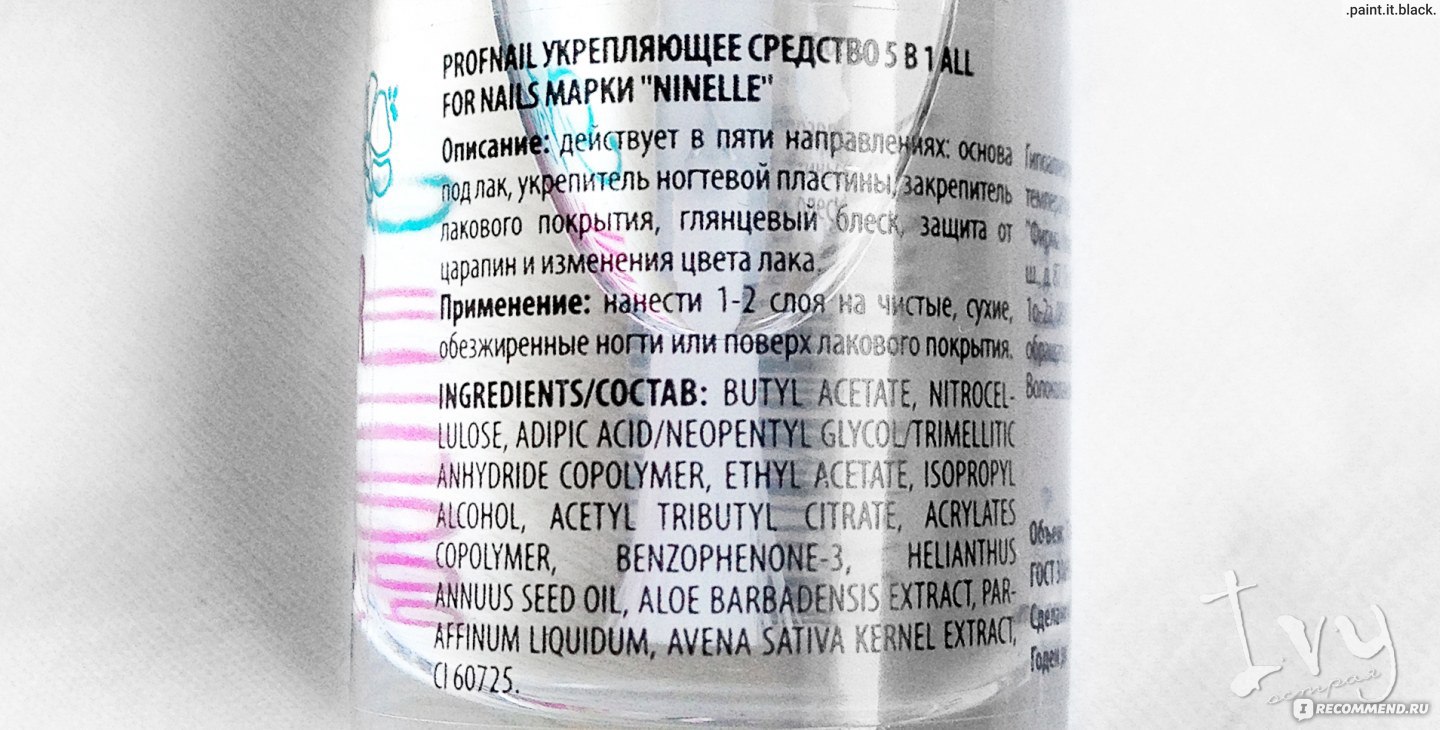 .paint.it.black.
PROFNAIL УКРЕПЛЯЮЩЕЕ СРЕДСТВО 5 В 1 ALL
FOR NAILS МАРКИ "NINELLE"
Описание: действует в пяти направлениях: основа
под лак, укрепитель ногтевой пластины, закрепитель
лакового покрытия, глянцевый блеск, защита от
царапин и изменения цвета лака.
Применение: нанести 1-2 слоя на чистые, сухие,
обезжиренные ногти или поверх лакового покрытия.
INGREDIENTS/СОСТАВ: BUTYL ACETATE, NITROCEL-
LULOSE, ADIPIC ACID/NEOPENTYL GLYCOL/TRIMELLITIC
ANHYDRIDE COPOLYMER, ETHYL ACETATE, ISOPROPYL
ALCOHOL, ACETYL TRIBUTYL CITRATE, ACRYLATES
COPOLYMER, BENZOPHENONE-3, HELIANTHUS
ANNUUS SEED OIL, ALOE BARBADENSIS EXTRACT, PAR-
AFFINUM LIQUIDUM, AVENA SATIVA KERNEL EXTRACT,
CI 60725.
Объем
ГОСТ
Ivy
острая
I RECOMMEND.RU